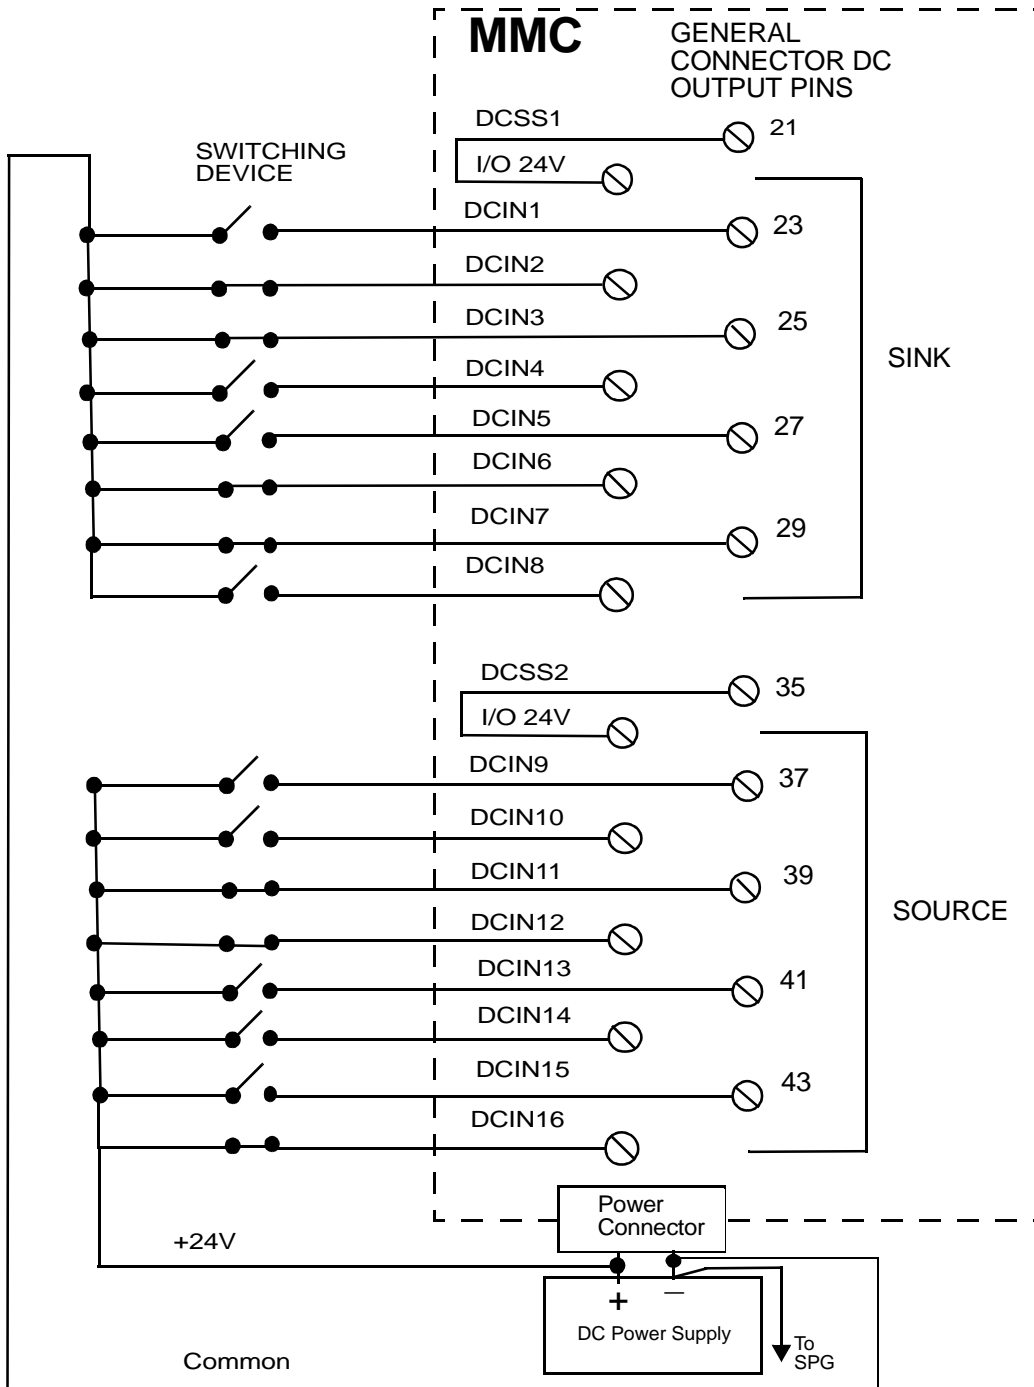 MMC
GENERAL
CONNECTOR DC
OUTPUT PINS
DCSS1
21
SWITCHING
DEVICE
I/O 24V
DCIN1
23
DCIN2
DCIN3
25
SINK
DCIN4
DCIN5
27
DCIN6
DCIN7
29
DCIN8
DCSS2
35
I/O 24V
DCIN9
37
DCIN10
DCIN11
39
SOURCE
DCIN12
DCIN13
41
DCIN14
DCIN15
43
DCIN16
Power
Connector
+24V
+ –
DC Power Supply
To
SPG
Common